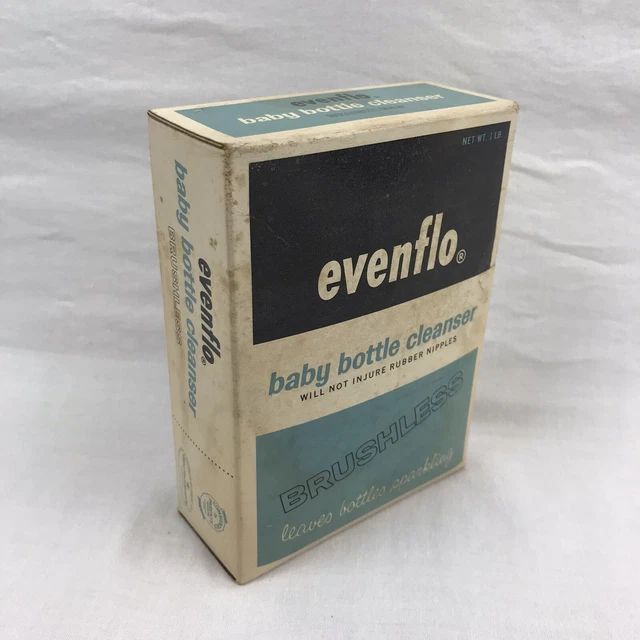 evenflo
baby bottle cleanser
NET WT. 1 LB
evenflo®
baby bottle cleanser
WILL NOT INJURE RUBBER NIPPLES
BRUSHLESS
leaves bottles sparkling
evenflo®
baby bottle cleanser
BRUSHLESS